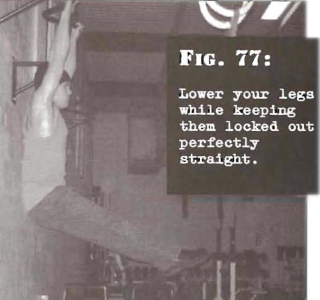 FIG. 77:
Lower your legs
while keeping
them locked out
perfectly
straight.